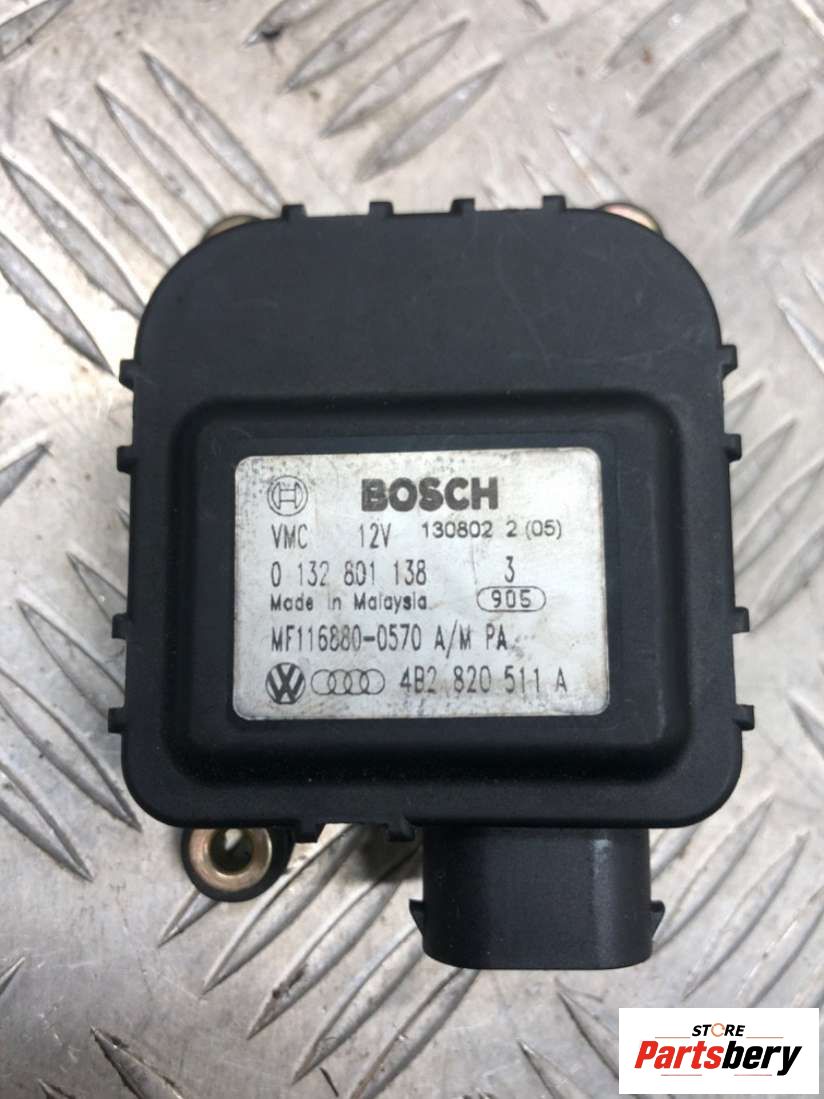 BOSCH
VMC 12V 130802 2 (05)
0 132 801 138 3
Made in Malaysia 905
MF116880-0570 A/M PA
4B2 820 511 A
STORE
Partsbery